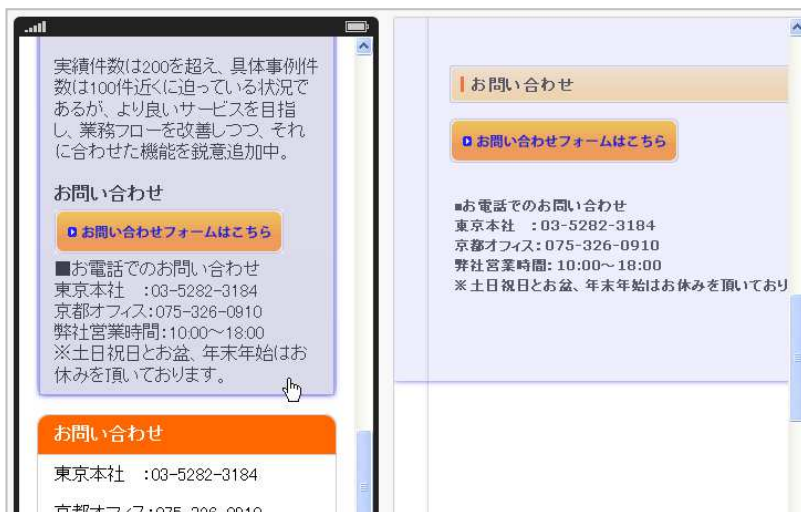 実績件数は200を超え、具体事例件
数は100件近くに迫っている状況で
あるが、より良いサービスを目指
し、業務フローを改善しつつ、それ
に合わせた機能を鋭意追加中。
お問い合わせ
お問い合わせフォームはこちら
■お電話でのお問い合わせ
東京本社 :03-5282-3184
京都オフィス:075-326-0910
弊社営業時間:10:00～18:00
※土日祝日とお盆、年末年始はお
休みを頂いております。
お問い合わせ
東京本社 :03-5282-3184
京都オフィス:075-326-0910
お問い合わせ
お問い合わせフォームはこちら
■お電話でのお問い合わせ
東京本社 :03-5282-3184
京都オフィス:075-326-0910
弊社営業時間:10:00～18:00
※土日祝日とお盆、年末年始はお休みを頂いており